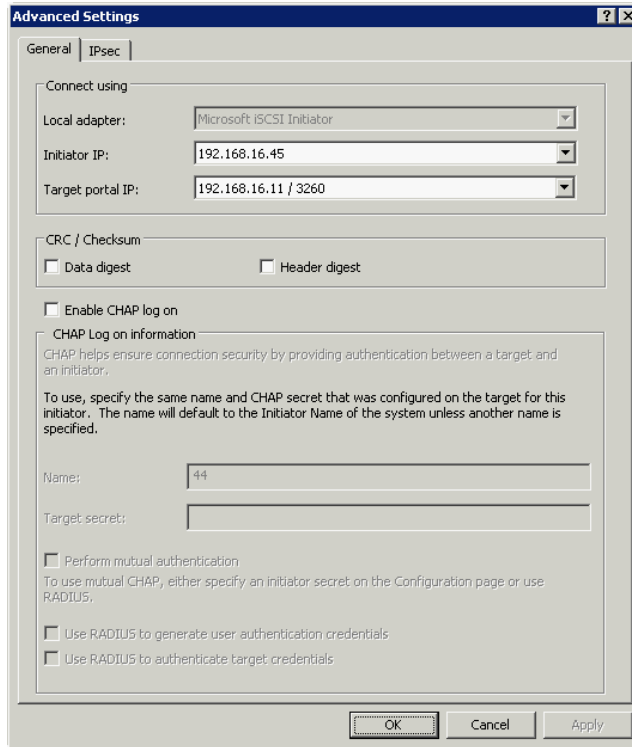 Advanced Settings
General
IPsec
Connect using
Local adapter:
Microsoft iSCSI Initiator
Initiator IP:
192.168.16.45
Target portal IP:
192.168.16.11 / 3260
CRC / Checksum
Data digest
Header digest
Enable CHAP log on
CHAP Log on information
CHAP helps ensure connection security by providing authentication between a target and
an initiator.
To use, specify the same name and CHAP secret that was configured on the target for this
initiator. The name will default to the Initiator Name of the system unless another name is
specified.
Name:
44
Target secret:
Perform mutual authentication
To use mutual CHAP, either specify an initiator secret on the Configuration page or use
RADIUS.
Use RADIUS to generate user authentication credentials
Use RADIUS to authenticate target credentials
OK
Cancel
Apply